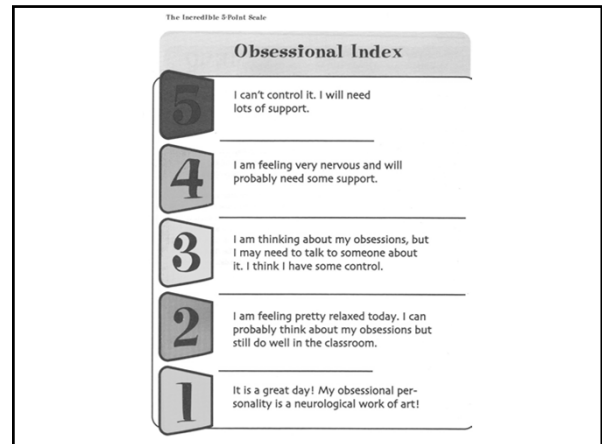 The Incredible 5-Point Scale
Obsessional Index
5
I can't control it. I will need
lots of support.
4
I am feeling very nervous and will
probably need some support.
3
I am thinking about my obsessions, but
I may need to talk to someone about
it. I think I have some control.
2
I am feeling pretty relaxed today. I can
probably think about my obsessions but
still do well in the classroom.
1
It is a great day! My obsessional per-
sonality is a neurological work of art!